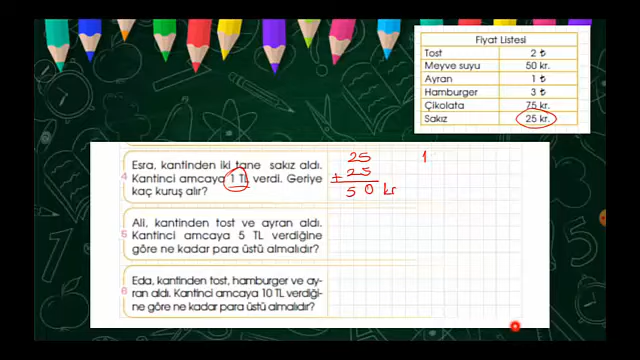 Fiyat Listesi
Tost 2 ₺
Meyve suyu 50 kr.
Ayran 1 ₺
Hamburger 3 ₺
Çikolata 75 kr.
Sakız 25 kr.
4 Esra, kantinden iki tane sakız aldı.
Kantinci amcaya 1 TL verdi. Geriye
kaç kuruş alır?
25
+ 25
50 kr
1
5 Ali, kantinden tost ve ayran aldı.
Kantinci amcaya 5 TL verdiğine
göre ne kadar para üstü almalıdır?
6 Eda, kantinden tost, hamburger ve ay-
ran aldı. Kantinci amcaya 10 TL verdiği-
ne göre ne kadar para üstü almalıdır?